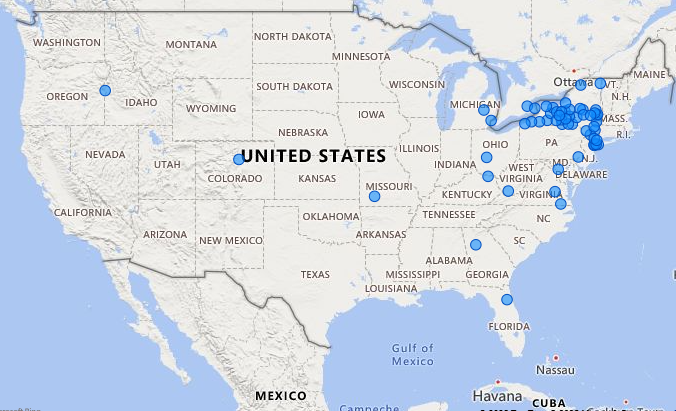 WASHINGTON
MONTANA
NORTH DAKOTA
MINNESOTA
Ottawa
VT.
MAINE
OREGON
IDAHO
WYOMING
SOUTH DAKOTA
WISCONSIN
MICHIGAN
N.H.
MASS.
R.I.
NEVADA
UTAH
COLORADO
NEBRASKA
IOWA
ILLINOIS
INDIANA
OHIO
PA
N.J.
MD.
DELAWARE
UNITED STATES
CALIFORNIA
KANSAS
MISSOURI
KENTUCKY
WEST
VIRGINIA
VIRGINIA
ARIZONA
NEW MEXICO
OKLAHOMA
ARKANSAS
TENNESSEE
NC
SC
TEXAS
LOUISIANA
MISSISSIPPI
ALABAMA
GEORGIA
FLORIDA
Gulf of
Mexico
Nassau
MEXICO
Havana
CUBA
Campeche